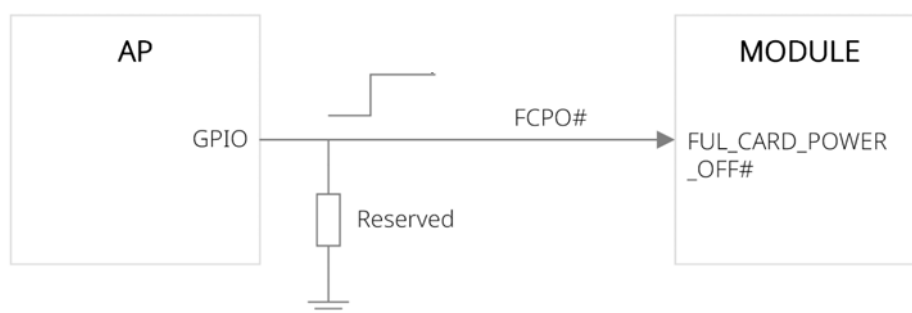 AP
MODULE
GPIO
FCPO#
FUL_CARD_POWER
_OFF#
Reserved